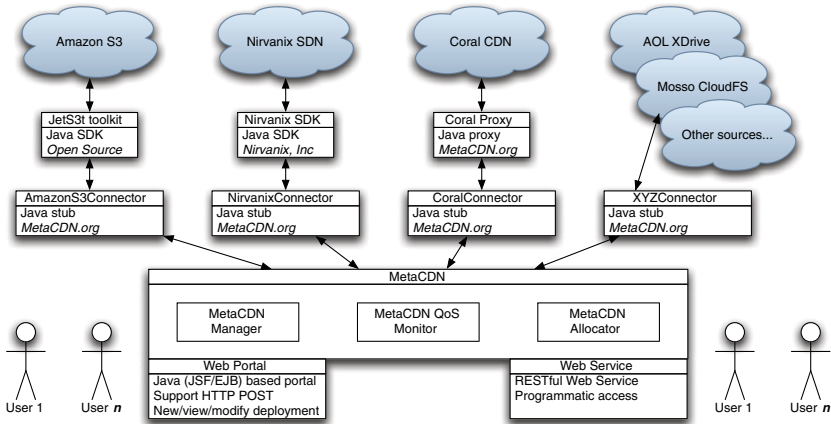 Amazon S3
Nirvanix SDN
Coral CDN
AOL XDrive
Mosso CloudFS
Other sources...
JetS3t toolkit
Java SDK
Open Source
Nirvanix SDK
Java SDK
Nirvanix, Inc
Coral Proxy
Java proxy
MetaCDN.org
AmazonS3Connector
Java stub
MetaCDN.org
NirvanixConnector
Java stub
MetaCDN.org
CoralConnector
Java stub
MetaCDN.org
XYZConnector
Java stub
MetaCDN.org
MetaCDN
MetaCDN
Manager
MetaCDN QoS
Monitor
MetaCDN
Allocator
Web Portal
Java (JSF/EJB) based portal
Support HTTP POST
New/view/modify deployment
Web Service
RESTful Web Service
Programmatic access
User 1
User n
User 1
User n